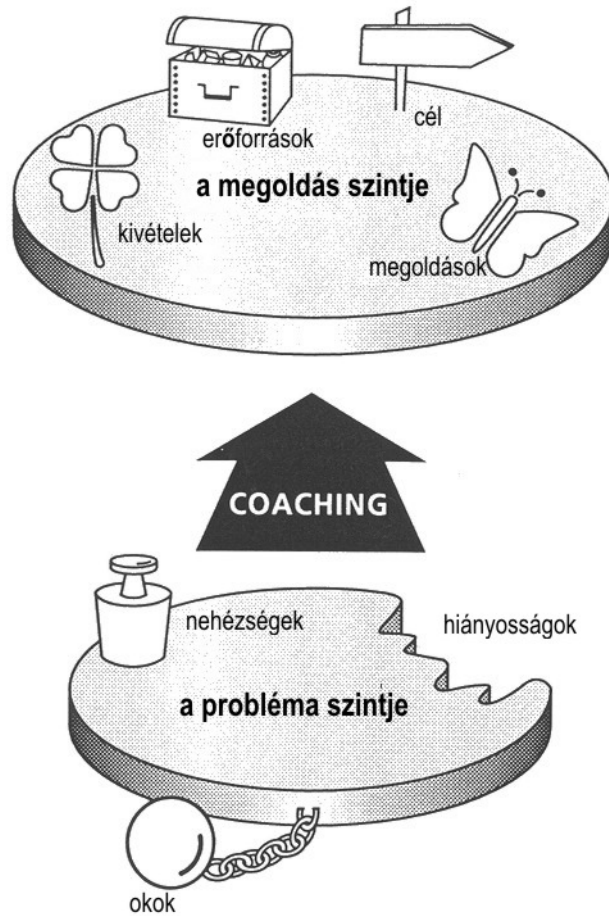 cél
erőforrások
a megoldás szintje
kivételek
megoldások
COACHING
nehézségek
hiányosságok
a probléma szintje
okok